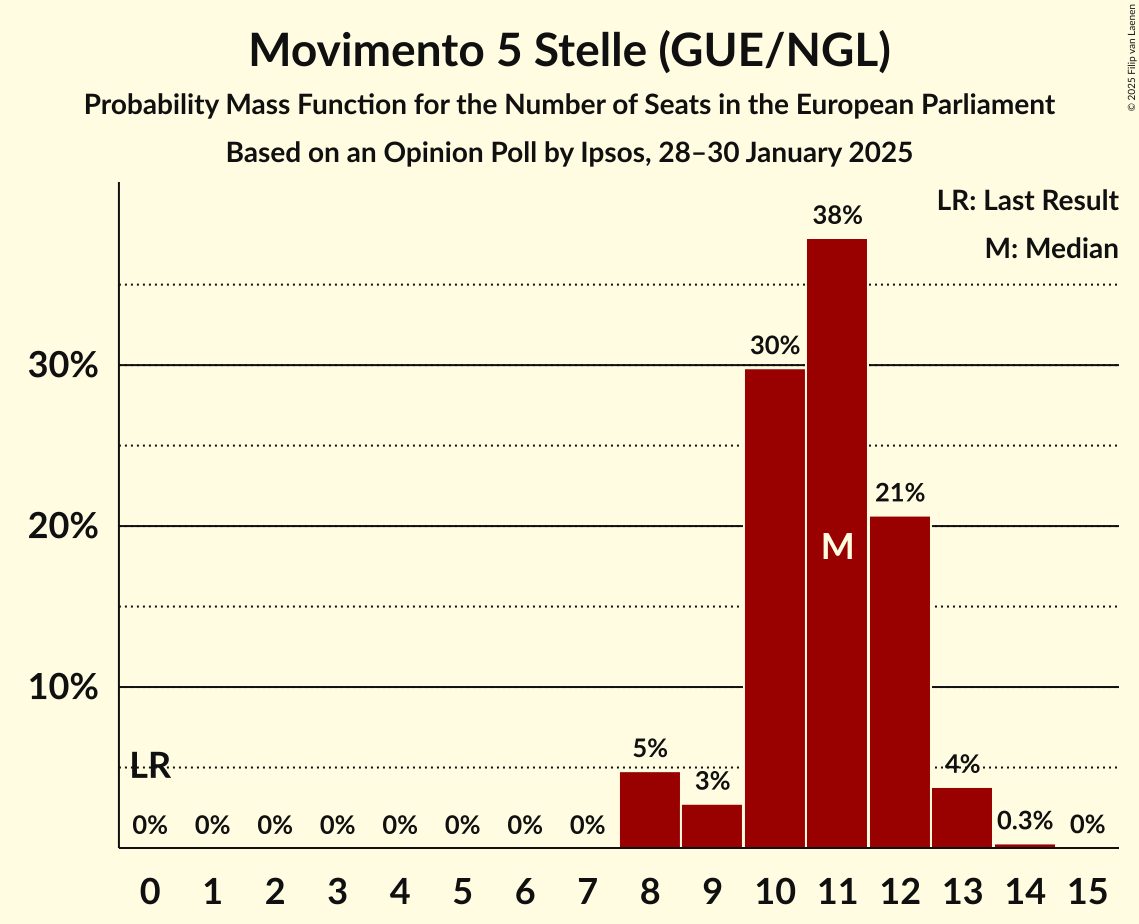 Movimento 5 Stelle (GUE/NGL)
Probability Mass Function for the Number of Seats in the European Parliament
Based on an Opinion Poll by Ipsos, 28–30 January 2025
© 2025 Filip van Laenen
LR: Last Result
M: Median
38%
30%
30%
21%
20%
M
10%
LR
5%
3%
4%
0% 0% 0% 0% 0% 0% 0% 0% 0.3% 0%
0 1 2 3 4 5 6 7 8 9 10 11 12 13 14 15